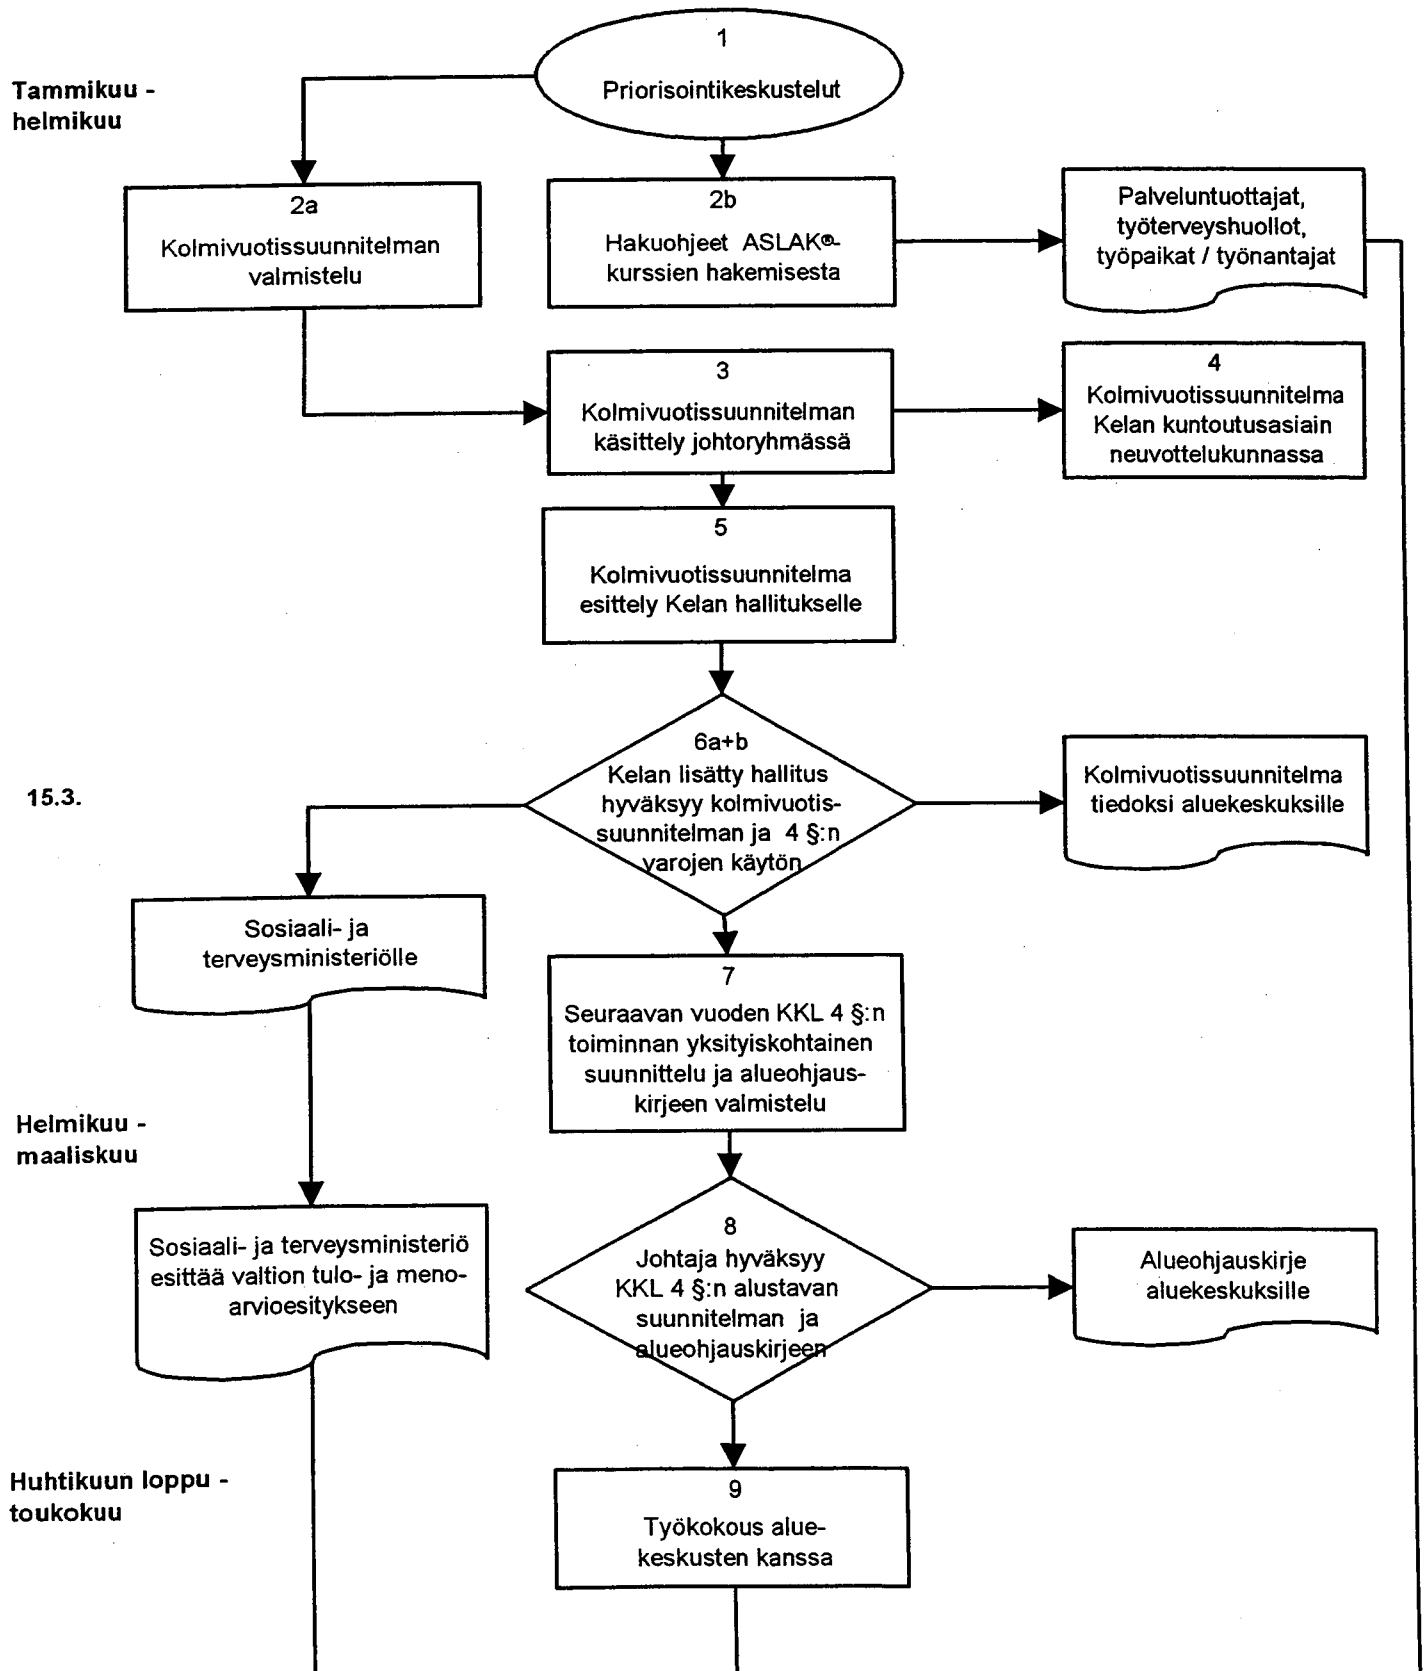 1
Priorisointikeskustelut
Tammikuu -
helmikuu
2a
Kolmivuotissuunnitelman
valmistelu
2b
Hakuohjeet ASLAK®-
kurssien hakemisesta
Palveluntuottajat,
työterveyshuollot,
työpaikat / työnantajat
3
Kolmivuotissuunnitelman
käsittely johtoryhmässä
4
Kolmivuotissuunnitelma
Kelan kuntoutusasiain
neuvottelukunnassa
5
Kolmivuotissuunnitelma
esittely Kelan hallitukselle
15.3.
6a+b
Kelan lisätty hallitus
hyväksyy kolmivuotis-
suunnitelman ja 4 §:n
varojen käytön
Kolmivuotissuunnitelma
tiedoksi aluekeskuksille
Sosiaali- ja
terveysministeriölle
7
Seuraavan vuoden KKL 4 §:n
toiminnan yksityiskohtainen
suunnittelu ja alueohjaus-
kirjeen valmistelu
Helmikuu -
maaliskuu
Sosiaali- ja terveysministeriö
esittää valtion tulo- ja meno-
arvioesitykseen
8
Johtaja hyväksyy
KKL 4 §:n alustavan
suunnitelman ja
alueohjauskirjeen
Alueohjauskirje
aluekeskuksille
Huhtikuun loppu -
toukokuu
9
Työkokous alue-
keskusten kanssa